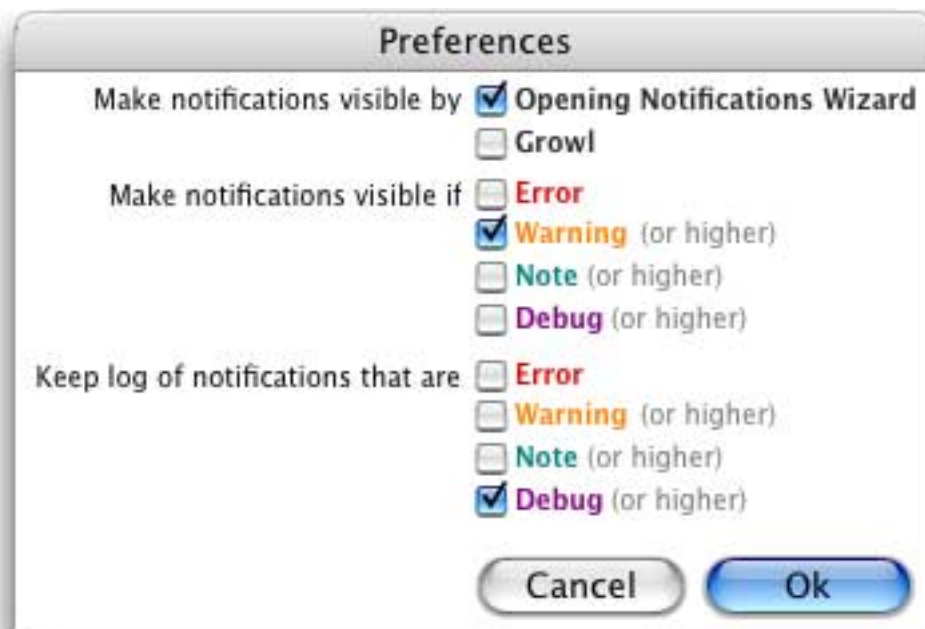 Preferences
Make notifications visible by Opening Notifications Wizard
Growl
Make notifications visible if Error
Warning (or higher)
Note (or higher)
Debug (or higher)
Keep log of notifications that are Error
Warning (or higher)
Note (or higher)
Debug (or higher)
Cancel Ok